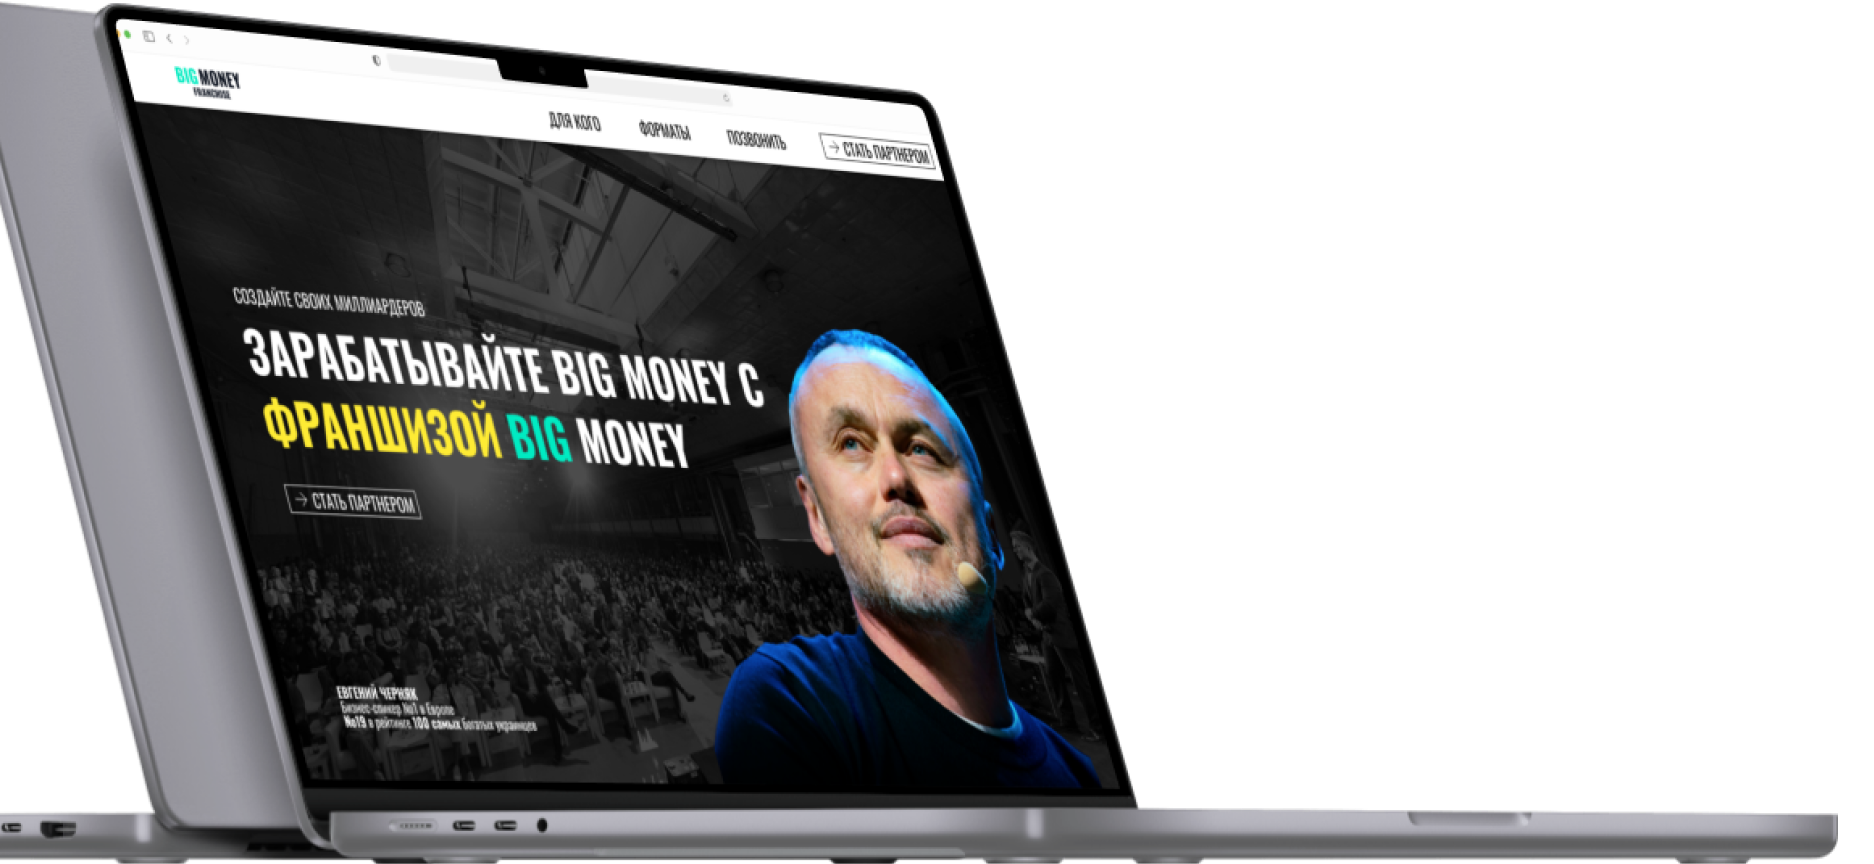 BIG MONEY
FRANCHISE
ДЛЯ КОГО
ФОРМАТЫ
ПОЗВОНИТЬ
→ СТАТЬ ПАРТНЕРОМ
СОЗДАЙТЕ СВОИХ МИЛЛИАРДЕРОВ
ЗАРАБАТЫВАЙТЕ BIG MONEY С
ФРАНШИЗОЙ BIG MONEY
→ СТАТЬ ПАРТНЕРОМ
ЕВГЕНИЙ ЧЕРНЯК
Бизнес-спикер №1 в Европе
№19 в рейтинге 100 самых богатых украинцев